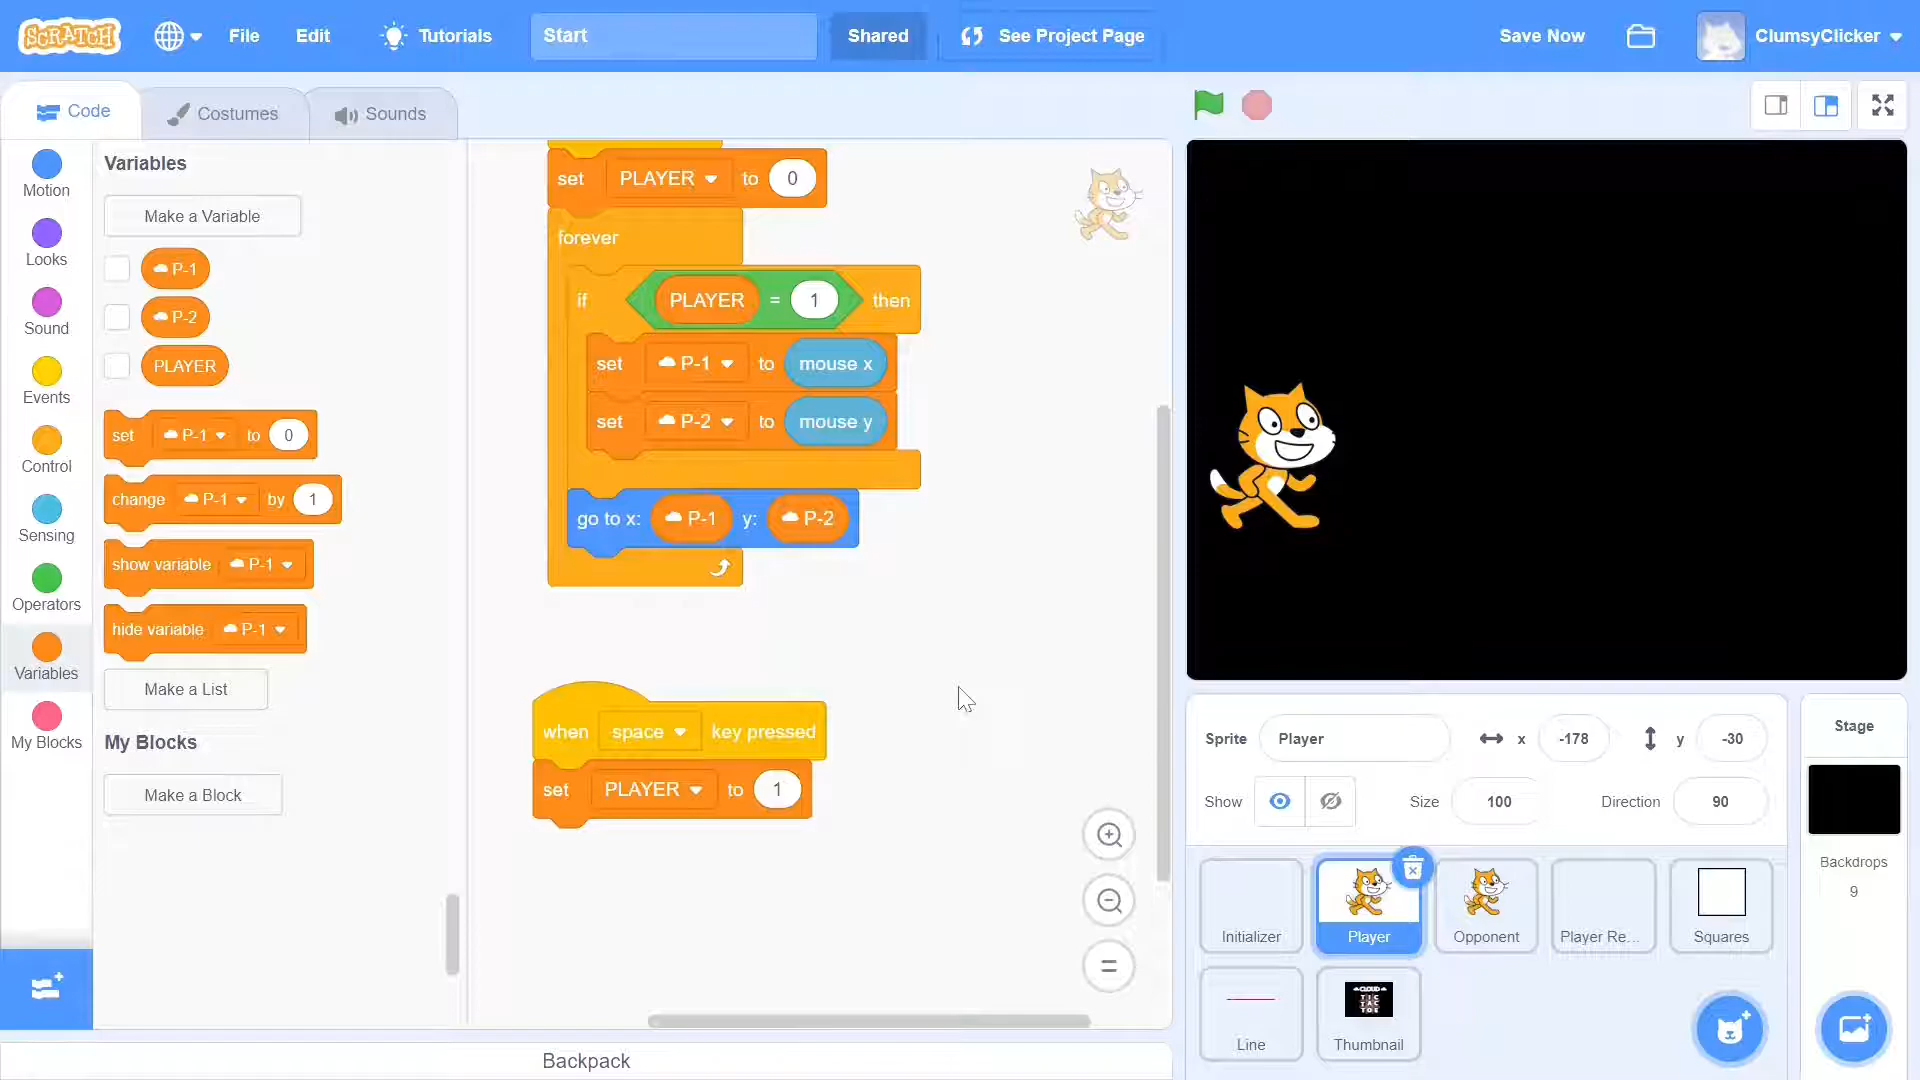 SCRATCH
File
Edit
Tutorials
Start
Shared
See Project Page
Save Now
ClumsyClicker
Code
Costumes
Sounds
Motion
Looks
Sound
Events
Control
Sensing
Operators
Variables
My Blocks
Variables
Make a Variable
P-1
P-2
PLAYER
set P-1 to 0
change P-1 by 1
show variable P-1
hide variable P-1
Make a List
My Blocks
Make a Block
set PLAYER to 0
forever
if PLAYER = 1 then
set P-1 to mouse x
set P-2 to mouse y
go to x: P-1 y: P-2
when space key pressed
set PLAYER to 1
Backpack
Sprite Player x -178 y -30
Show Size 100 Direction 90
Initializer
Player
Opponent
Player Re...
Squares
Line
CLOUD
TIC
TAC
TOE
Thumbnail
Stage
Backdrops
9